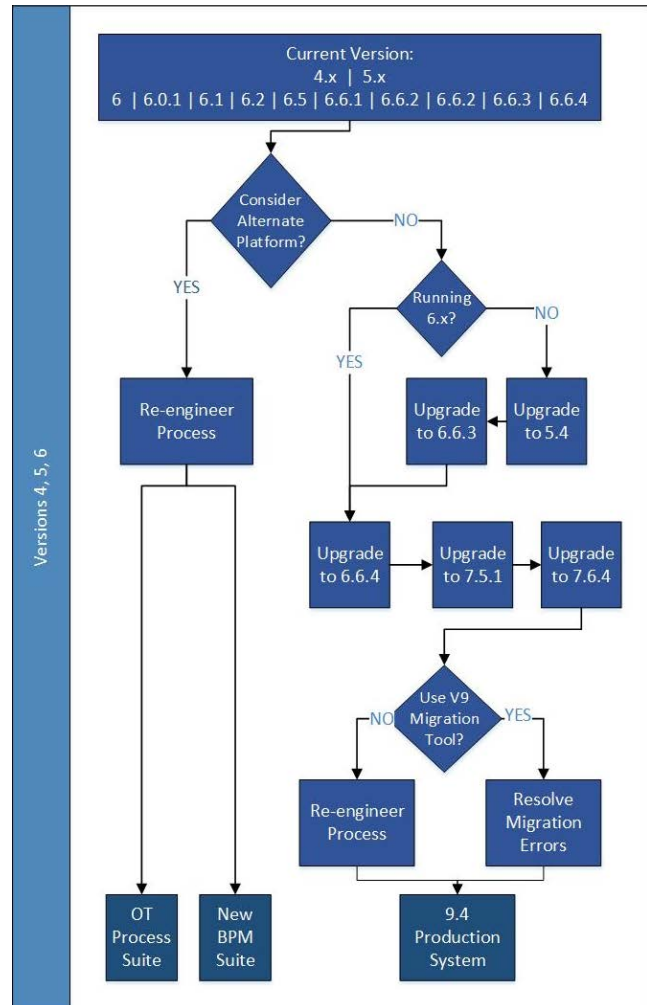 Current Version:
4.x | 5.x
6 | 6.0.1 | 6.1 | 6.2 | 6.5 | 6.6.1 | 6.6.2 | 6.6.2 | 6.6.3 | 6.6.4
Consider
Alternate
Platform?
NO
YES
Running
6.x?
NO
YES
Re-engineer
Process
Upgrade
to 6.6.3
Upgrade
to 5.4
Versions 4, 5, 6
Upgrade
to 6.6.4
Upgrade
to 7.5.1
Upgrade
to 7.6.4
Use V9
Migration
Tool?
NO
YES
Re-engineer
Process
Resolve
Migration
Errors
OT
Process
Suite
New
BPM
Suite
9.4
Production
System